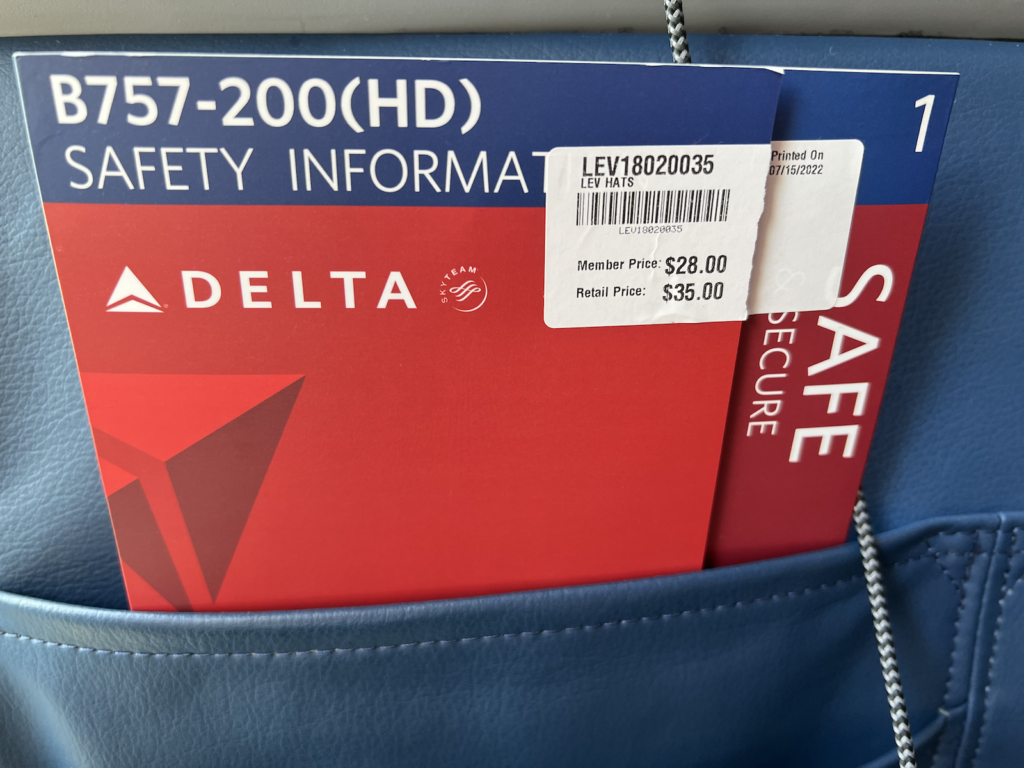 B757-200(HD)
1
SAFETY INFORMAT
LEV18020035
LEV HATS
LEV18020035
Member Price: $28.00
Retail Price: $35.00
Printed On
07/15/2022
DELTA
SKYTEAM
SAFE
& SECURE